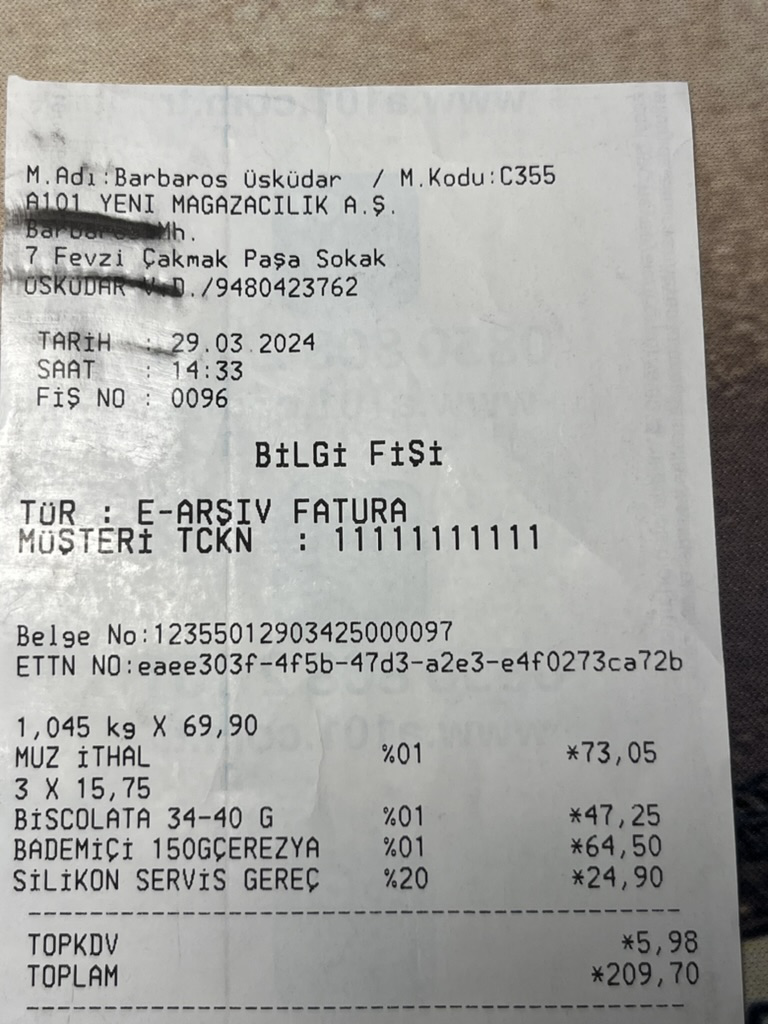 M.Adı:Barbaros Üsküdar / M.Kodu:C355
A101 YENİ MAGAZACILIK A.Ş.
Barbaros Mh.
7 Fevzi Çakmak Paşa Sokak
ÜSKÜDAR V.D./9480423762
TARİH : 29.03.2024
SAAT : 14:33
FİŞ NO : 0096
BİLGİ FİŞİ
TÜR : E-ARŞIV FATURA
MÜŞTERİ TCKN : 11111111111
Belge No:12355012903425000097
ETTN NO:eaee303f-4f5b-47d3-a2e3-e4f0273ca72b
1,045 kg X 69,90
MUZ İTHAL %01 *73,05
3 X 15,75
BİSCOLATA 34-40 G %01 *47,25
BADEMİÇİ 150GÇEREZYA %01 *64,50
SİLİKON SERVİS GEREÇ %20 *24,90
TOPKDV *5,98
TOPLAM *209,70